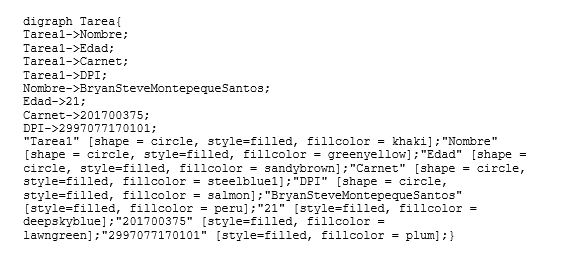 digraph Tarea{
Tarea1->Nombre;
Tarea1->Edad;
Tarea1->Carnet;
Tarea1->DPI;
Nombre->BryanSteveMontepequeSantos;
Edad->21;
Carnet->201700375;
DPI->2997077170101;
"Tarea1" [shape = circle, style=filled, fillcolor = khaki];"Nombre"
[shape = circle, style=filled, fillcolor = greenyellow];"Edad" [shape =
circle, style=filled, fillcolor = sandybrown];"Carnet" [shape = circle,
style=filled, fillcolor = steelblue1];"DPI" [shape = circle,
style=filled, fillcolor = salmon];"BryanSteveMontepequeSantos"
[style=filled, fillcolor = peru];"21" [style=filled, fillcolor =
deepskyblue];"201700375" [style=filled, fillcolor =
lawngreen];"2997077170101" [style=filled, fillcolor = plum];}